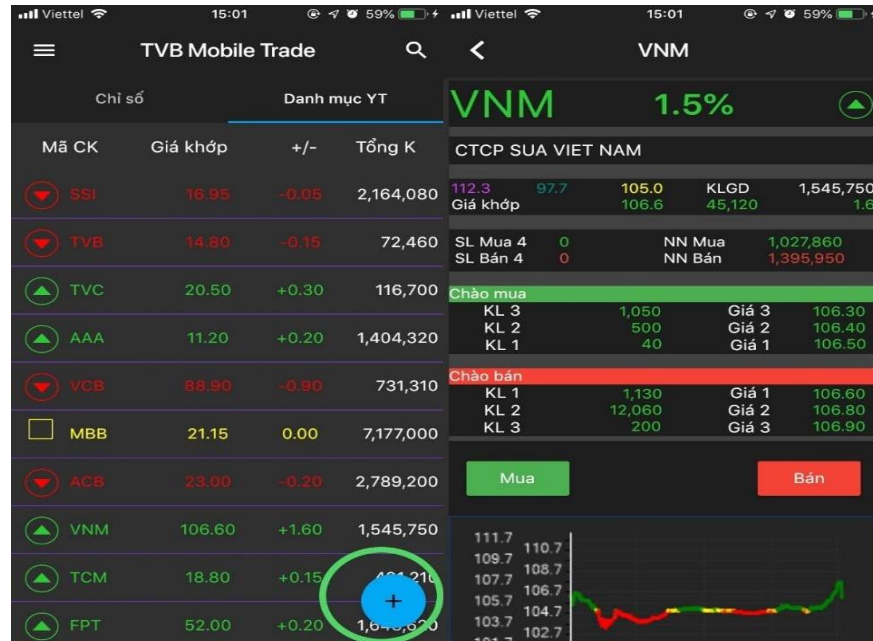 Viettel 15:01 59%
TVB Mobile Trade
Chỉ số Danh mục YT
Mã CK Giá khớp +/- Tổng K
SSI 16.95 -0.05 2,164,080
TVB 14.80 -0.15 72,460
TVC 20.50 +0.30 116,700
AAA 11.20 +0.20 1,404,320
VCB 88.90 -0.90 731,310
MBB 21.15 0.00 7,177,000
ACB 23.00 -0.20 2,789,200
VNM 106.60 +1.60 1,545,750
TCM 18.80 +0.15
+
FPT 52.00 +0.20
Viettel 15:01 59%
VNM
VNM 1.5%
CTCP SUA VIET NAM
112.3 97.7 105.0 KLGD 1,545,750
Giá khớp 106.6 45,120 1.6
SL Mua 4 0 NN Mua 1,027,860
SL Bán 4 0 NN Bán 1,395,950
Chào mua
KL 3 1,050 Giá 3 106.30
KL 2 500 Giá 2 106.40
KL 1 40 Giá 1 106.50
Chào bán
KL 1 1,130 Giá 1 106.60
KL 2 12,060 Giá 2 106.80
KL 3 200 Giá 3 106.90
Mua Bán
111.7
110.7
109.7
108.7
107.7
106.7
105.7
104.7
103.7
102.7